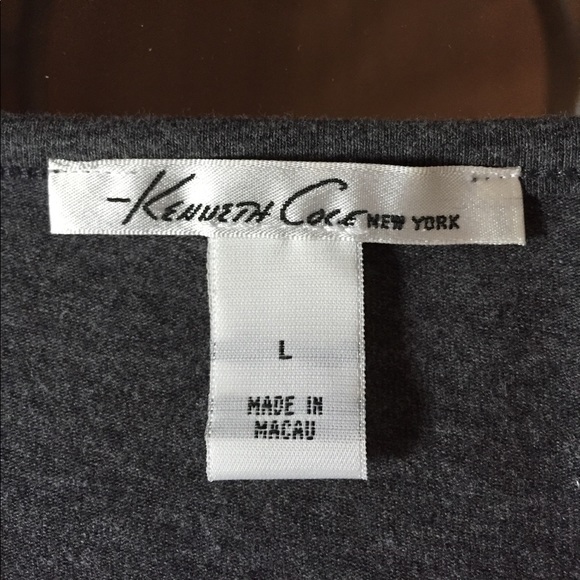 -KENNETH COLE NEW YORK
L
MADE IN
MACAU